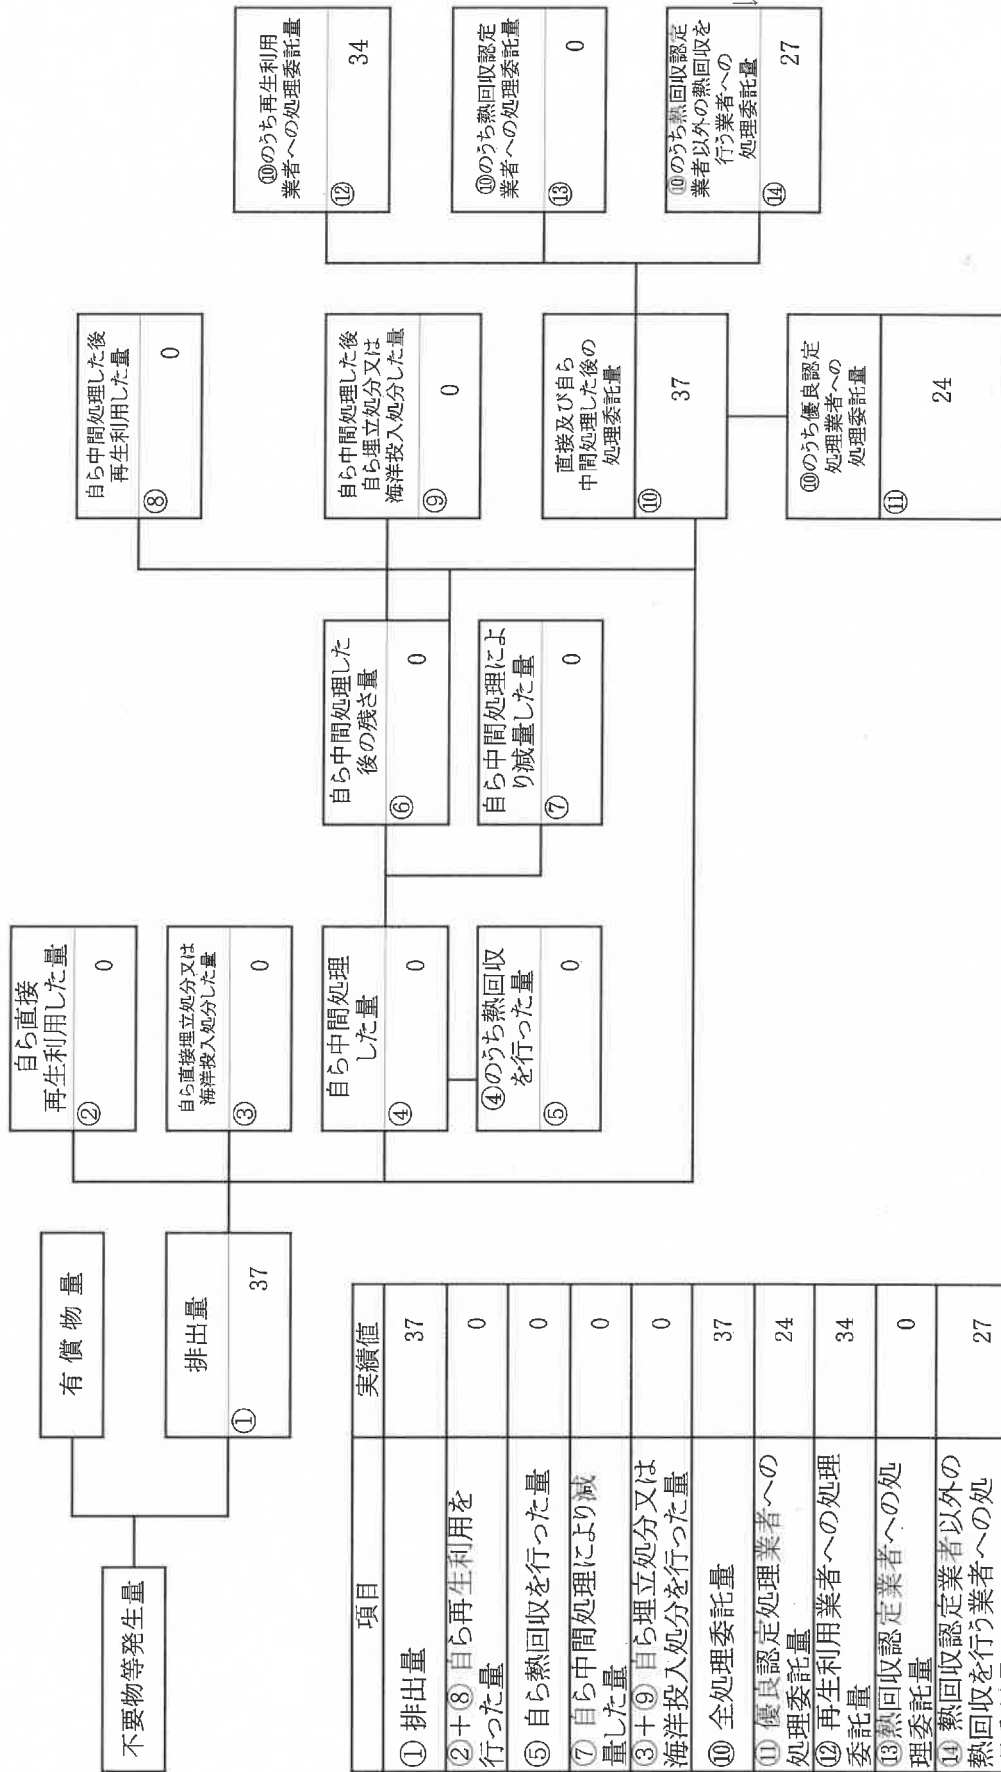 不要物等発生量
有償物量
排出量
①
37
自ら直接
再生利用した量
②
0
自ら直接埋立処分又は
海洋投入処分した量
③
0
自ら中間処理
した量
④
0
④のうち熱回収
を行った量
⑤
0
自ら中間処理した
後の残さ量
⑥
0
自ら中間処理によ
り減量した量
⑦
0
自ら中間処理した後
再生利用した量
⑧
0
自ら中間処理した後
自ら埋立処分又は
海洋投入処分した量
⑨
0
直接及び自ら
中間処理した後の
処理委託量
⑩
37
⑩のうち優良認定
処理業者への
処理委託量
⑪
24
⑩のうち再生利用
業者への処理委託量
⑫
34
⑩のうち熱回収認定
業者への処理委託量
⑬
0
⑩のうち熱回収認定
業者以外の熱回収を
行う業者への
処理委託量
⑭
27
項目 実績値
①排出量 37
②+⑧自ら再生利用を
行った量 0
⑤自ら熱回収を行った量 0
⑦自ら中間処理により減
量した量 0
③+⑨自ら埋立処分又は
海洋投入処分を行った量 0
⑩全処理委託量 37
⑪優良認定処理業者への
処理委託量 24
⑫再生利用業者への処理
委託量 34
⑬熱回収認定業者への処
理委託量 0
⑭熱回収認定業者以外の
熱回収を行う業者への処 27